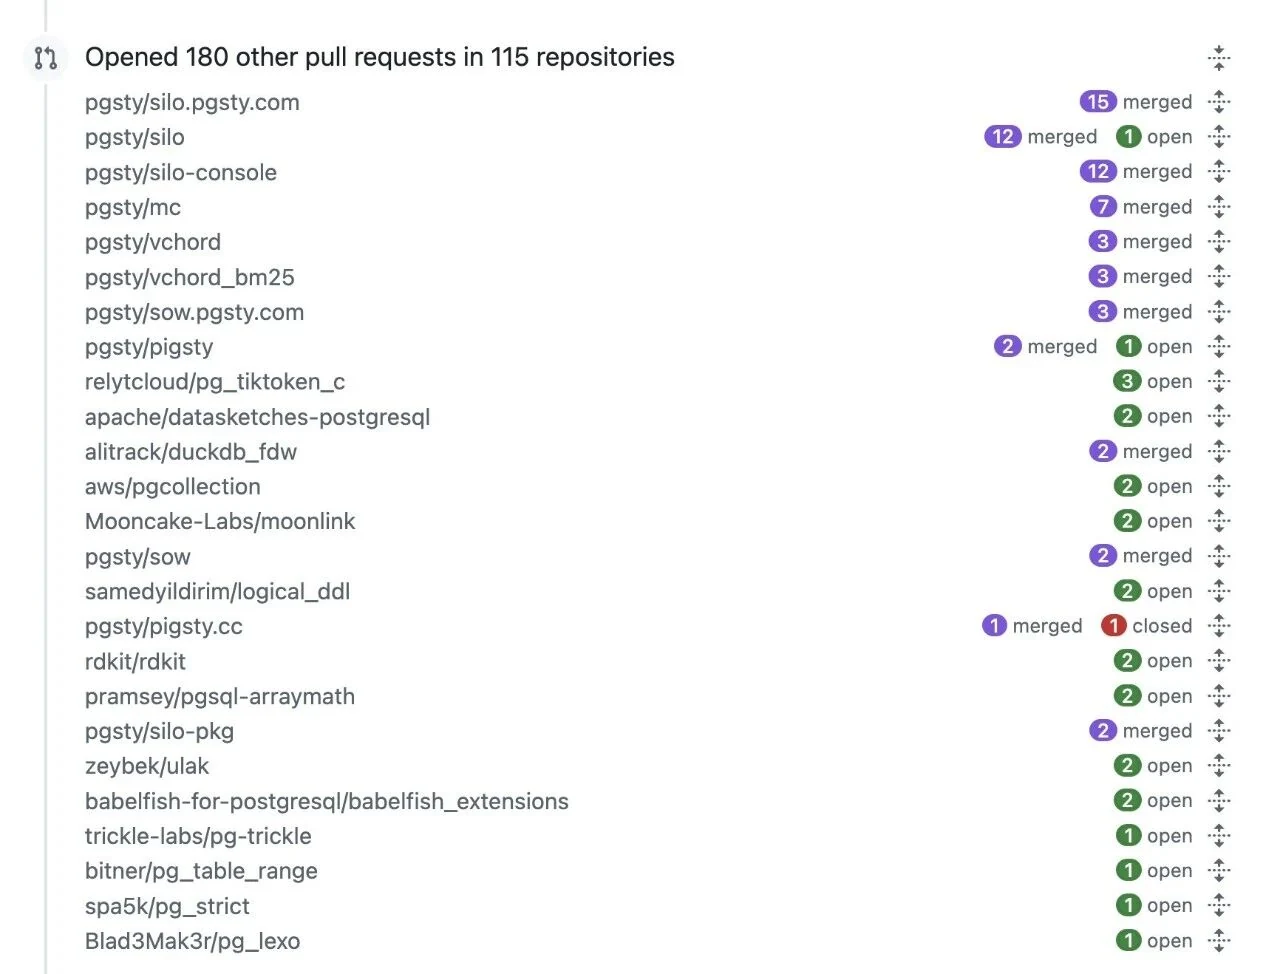 Opened 180 other pull requests in 115 repositories
pgsty/silo.pgsty.com 15 merged
pgsty/silo 12 merged 1 open
pgsty/silo-console 12 merged
pgsty/mc 7 merged
pgsty/vchord 3 merged
pgsty/vchord_bm25 3 merged
pgsty/sow.pgsty.com 3 merged
pgsty/pigsty 2 merged 1 open
relytcloud/pg_tiktoken_c 3 open
apache/datasketches-postgresql 2 open
alitrack/duckdb_fdw 2 merged
aws/pgcollection 2 open
Mooncake-Labs/moonlink 2 open
pgsty/sow 2 merged
samedyildirim/logical_ddl 2 open
pgsty/pigsty.cc 1 merged 1 closed
rdkit/rdkit 2 open
pramsey/pgsql-arraymath 2 open
pgsty/silo-pkg 2 merged
zeybek/ulak 2 open
babelfish-for-postgresql/babelfish_extensions 2 open
trickle-labs/pg-trickle 1 open
bitner/pg_table_range 1 open
spa5k/pg_strict 1 open
Blad3Mak3r/pg_lexo 1 open